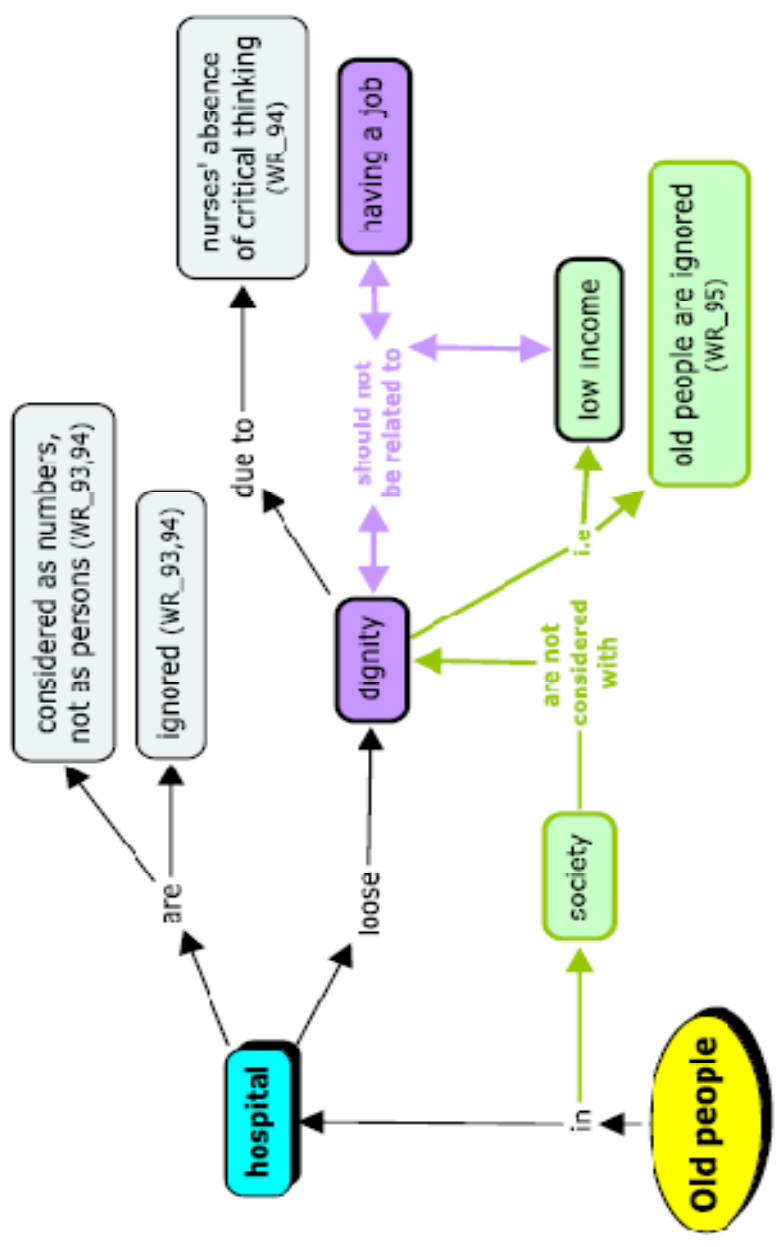 considered as numbers,
not as persons (WR_93,94)
ignored (WR_93,94)
are
nurses' absence
of critical thinking
(WR_94)
due to
hospital
loose
dignity
should not
be related to
having a job
in
society
are not
considered
with
i.e
low income
old people are ignored
(WR_95)
Old people